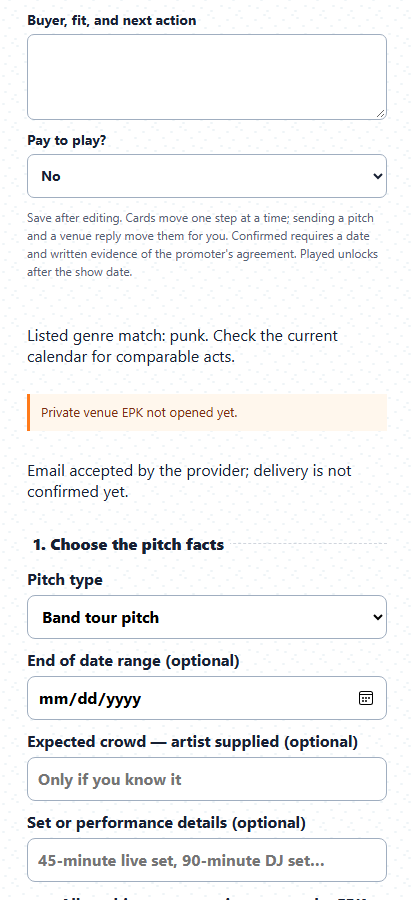 Buyer, fit, and next action
Pay to play?
No
Save after editing. Cards move one step at a time; sending a pitch
and a venue reply move them for you. Confirmed requires a date
and written evidence of the promoter's agreement. Played unlocks
after the show date.
Listed genre match: punk. Check the current
calendar for comparable acts.
Private venue EPK not opened yet.
Email accepted by the provider; delivery is not
confirmed yet.
1. Choose the pitch facts
Pitch type
Band tour pitch
End of date range (optional)
mm/dd/yyyy
Expected crowd — artist supplied (optional)
Only if you know it
Set or performance details (optional)
45-minute live set, 90-minute DJ set...